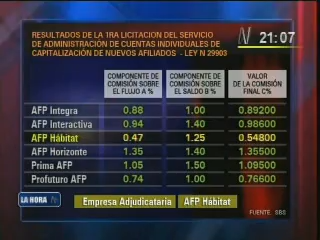 RESULTADOS DE LA 1RA LICITACION DEL SERVICIO
DE ADMINISTRACIÓN DE CUENTAS INDIVIDUALES DE
CAPITALIZACIÓN DE NUEVOS AFILIADOS - LEY N 29903
N 21:07
COMPONENTE DE COMISIÓN SOBRE EL FLUJO A% COMPONENTE DE COMISIÓN SOBRE EL SALDO B % VALOR DE LA COMISIÓN FINAL C%
AFP Íntegra 0.88 1.00 0.89200
AFP Interactiva 0.94 1.40 0.98600
AFP Hábitat 0.47 1.25 0.54800
AFP Horizonte 1.35 1.40 1.35500
Prima AFP 1.05 1.50 1.09500
Profuturo AFP 0.74 1.00 0.76600
LA HORA
Empresa Adjudicataria AFP Hábitat
FUENTE: SBS